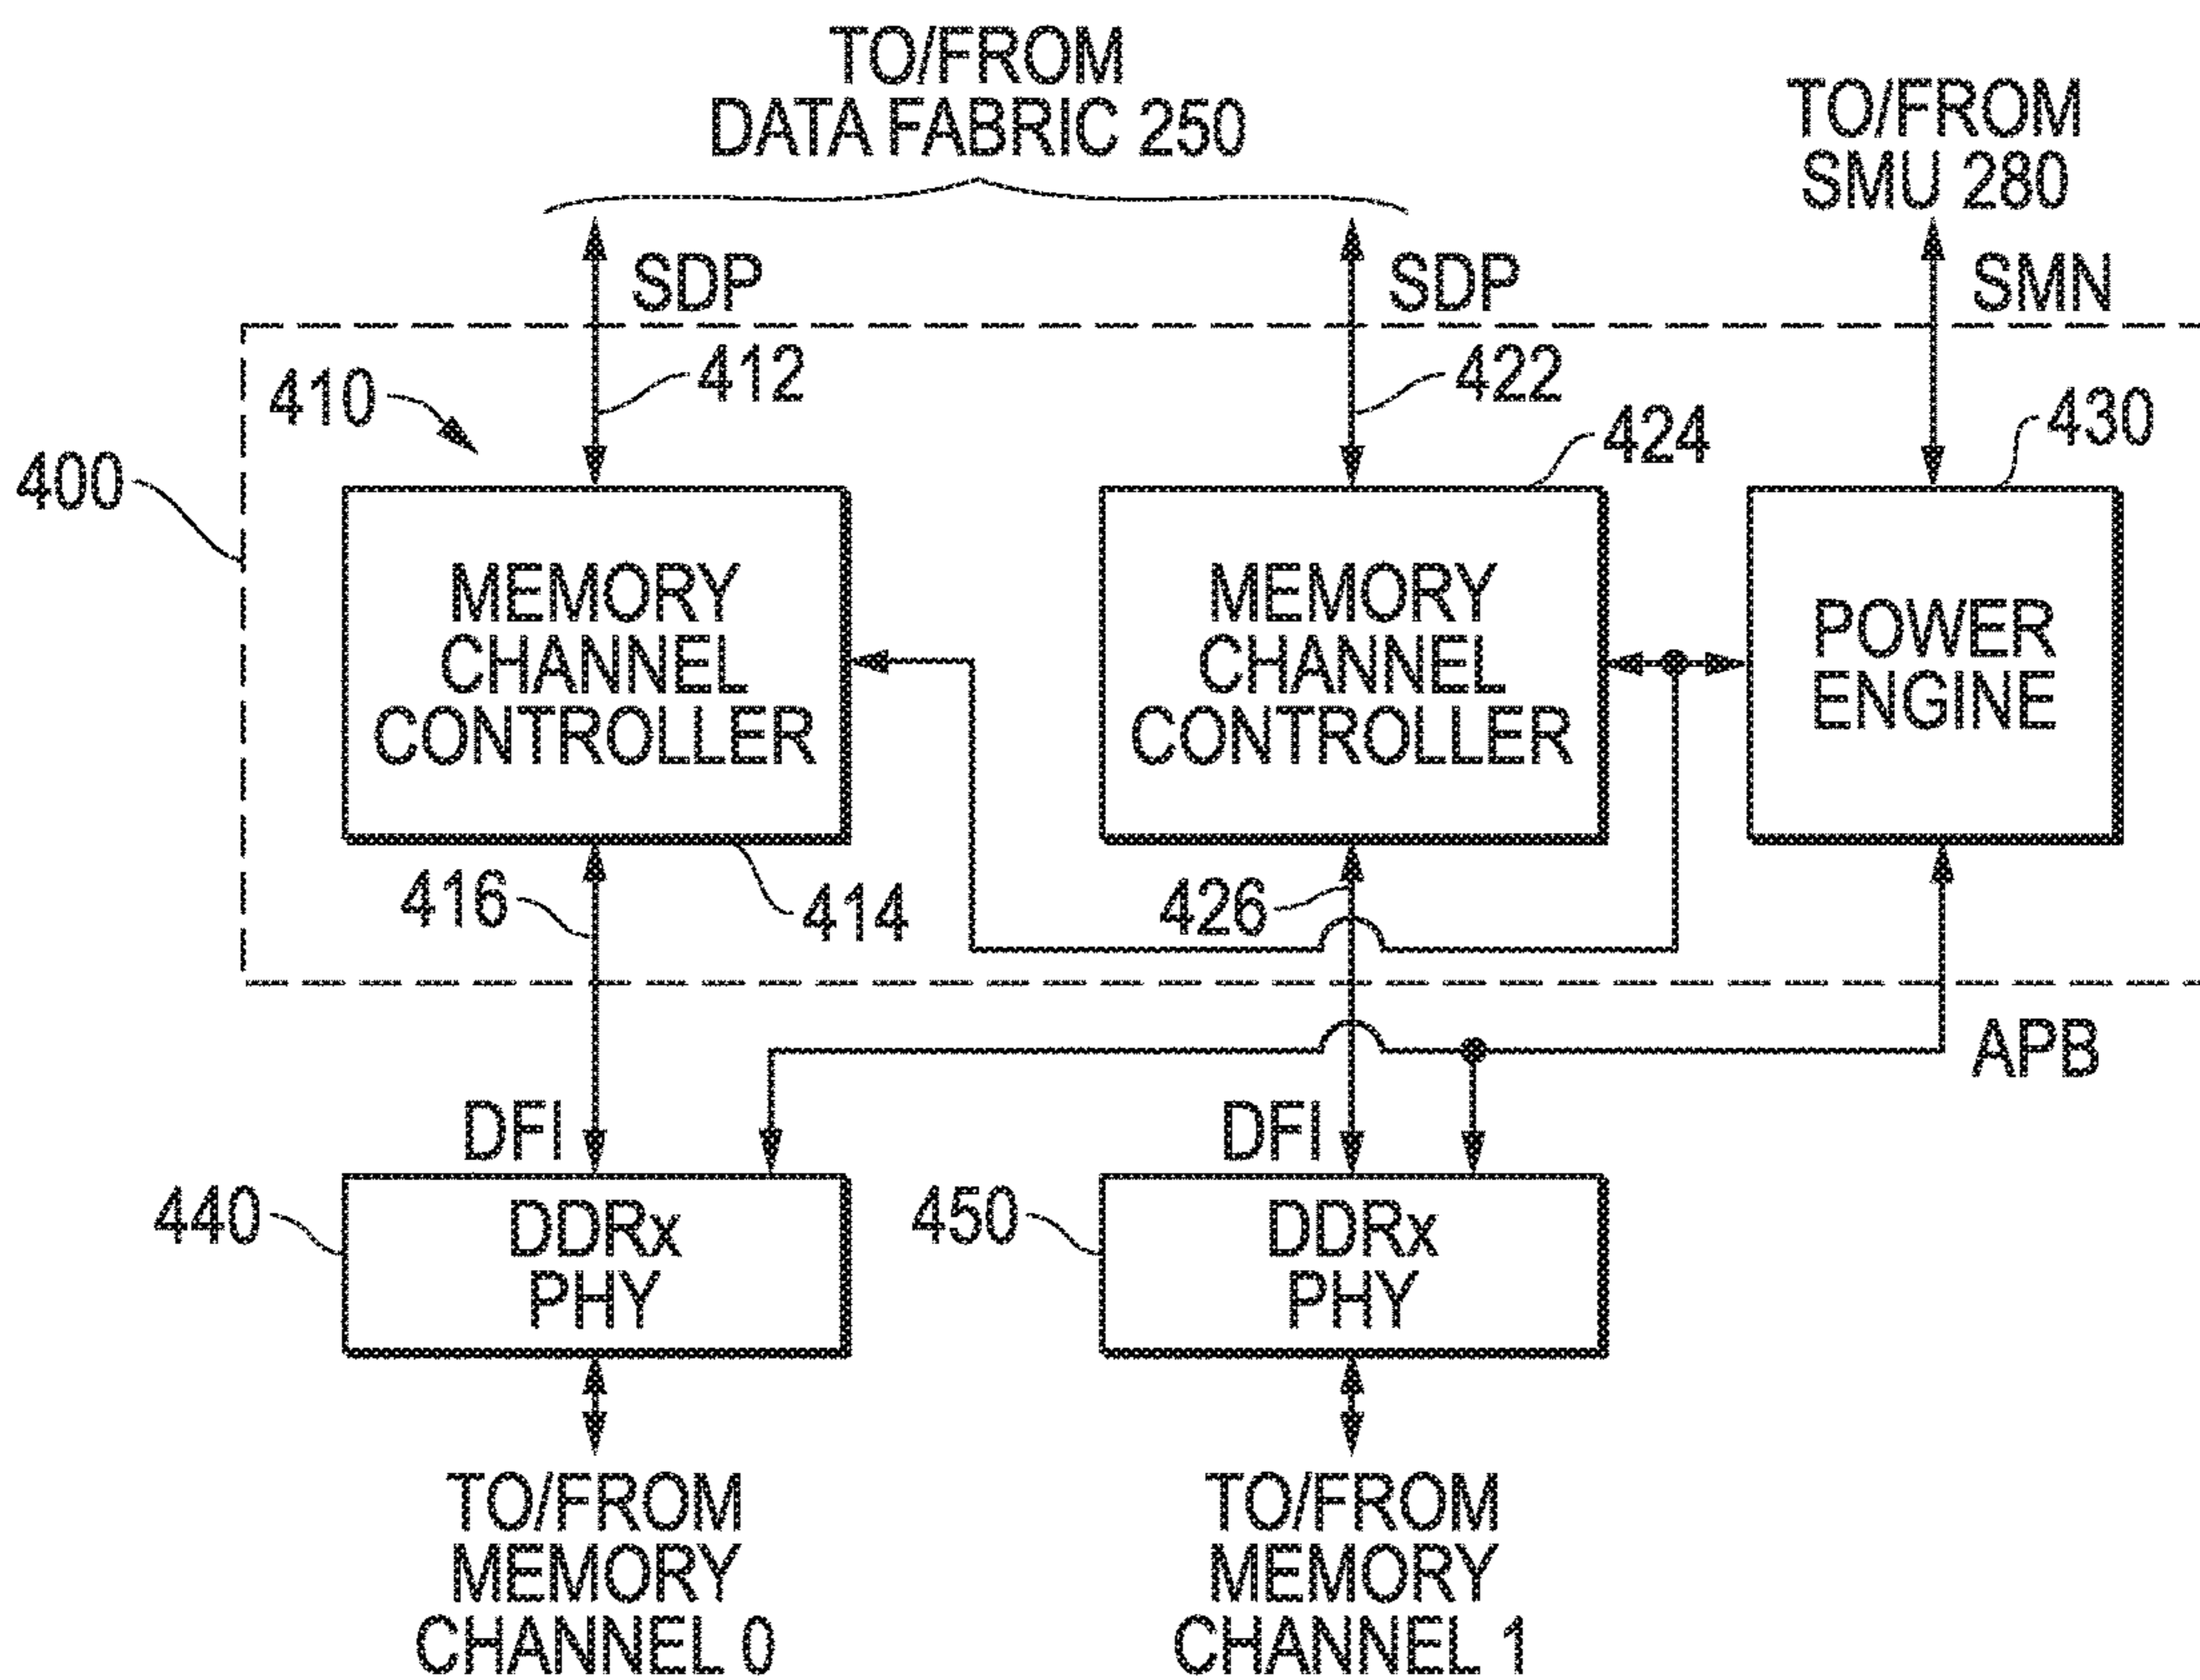 TO/FROM
DATA FABRIC 250
TO/FROM
SMU 280
SDP
SDP
SMN
412
422
410
424
430
400
MEMORY
CHANNEL
CONTROLLER
MEMORY
CHANNEL
CONTROLLER
POWER
ENGINE
416
414
426
APB
DFI
DFI
440
DDRx
PHY
450
DDRx
PHY
TO/FROM
MEMORY
CHANNEL 0
TO/FROM
MEMORY
CHANNEL 1